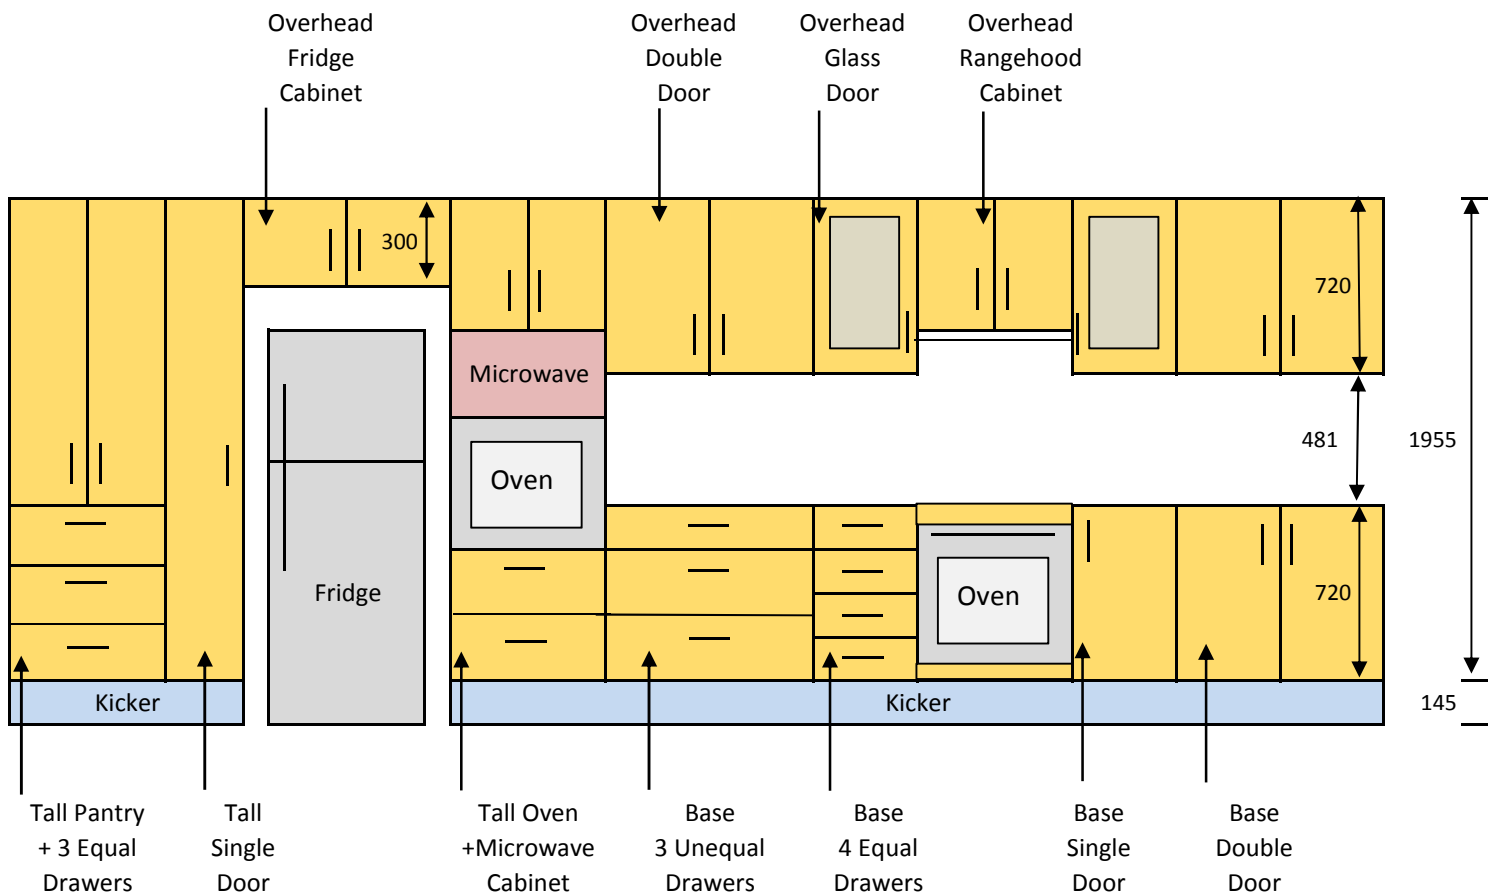 Overhead
Fridge
Cabinet
Overhead
Double
Door
Overhead
Glass
Door
Overhead
Rangehood
Cabinet
300
720
Microwave
481
1955
Oven
Fridge
Oven
720
Kicker
Kicker
145
Tall Pantry
+ 3 Equal
Drawers
Tall
Single
Door
Tall Oven
+Microwave
Cabinet
Base
3 Unequal
Drawers
Base
4 Equal
Drawers
Base
Single
Door
Base
Double
Door